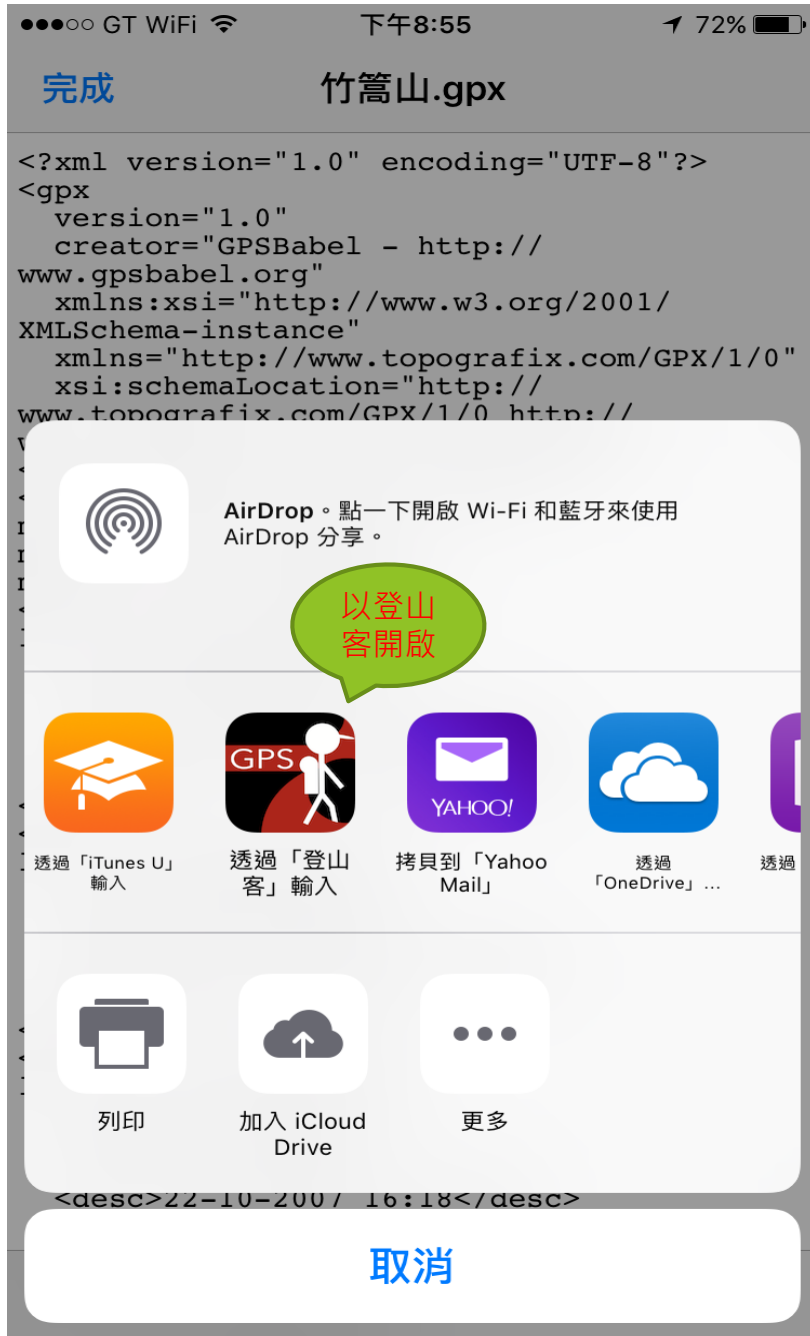 GT WiFi 下午8:55 72%
完成 竹篙山.gpx
<?xml version="1.0" encoding="UTF-8"?>
<gpx
version="1.0"
creator="GPSBabel - http://
www.gpsbabel.org"
xmlns:xsi="http://www.w3.org/2001/
XMLSchema-instance"
xmlns="http://www.topografix.com/GPX/1/0"
xsi:schemaLocation="http://
www.topografix.com/GPX/1/0 http://
AirDrop。點一下開啟 Wi-Fi 和藍牙來使用
AirDrop 分享。
以登山
客開啟
GPS
YAHOO!
透過「iTunes U」
輸入
透過「登山
客」輸入
拷貝到「Yahoo
Mail」
透過
「OneDrive」…
透過
列印
加入 iCloud
Drive
更多
<desc>22-10-2007 16:18</desc>
取消